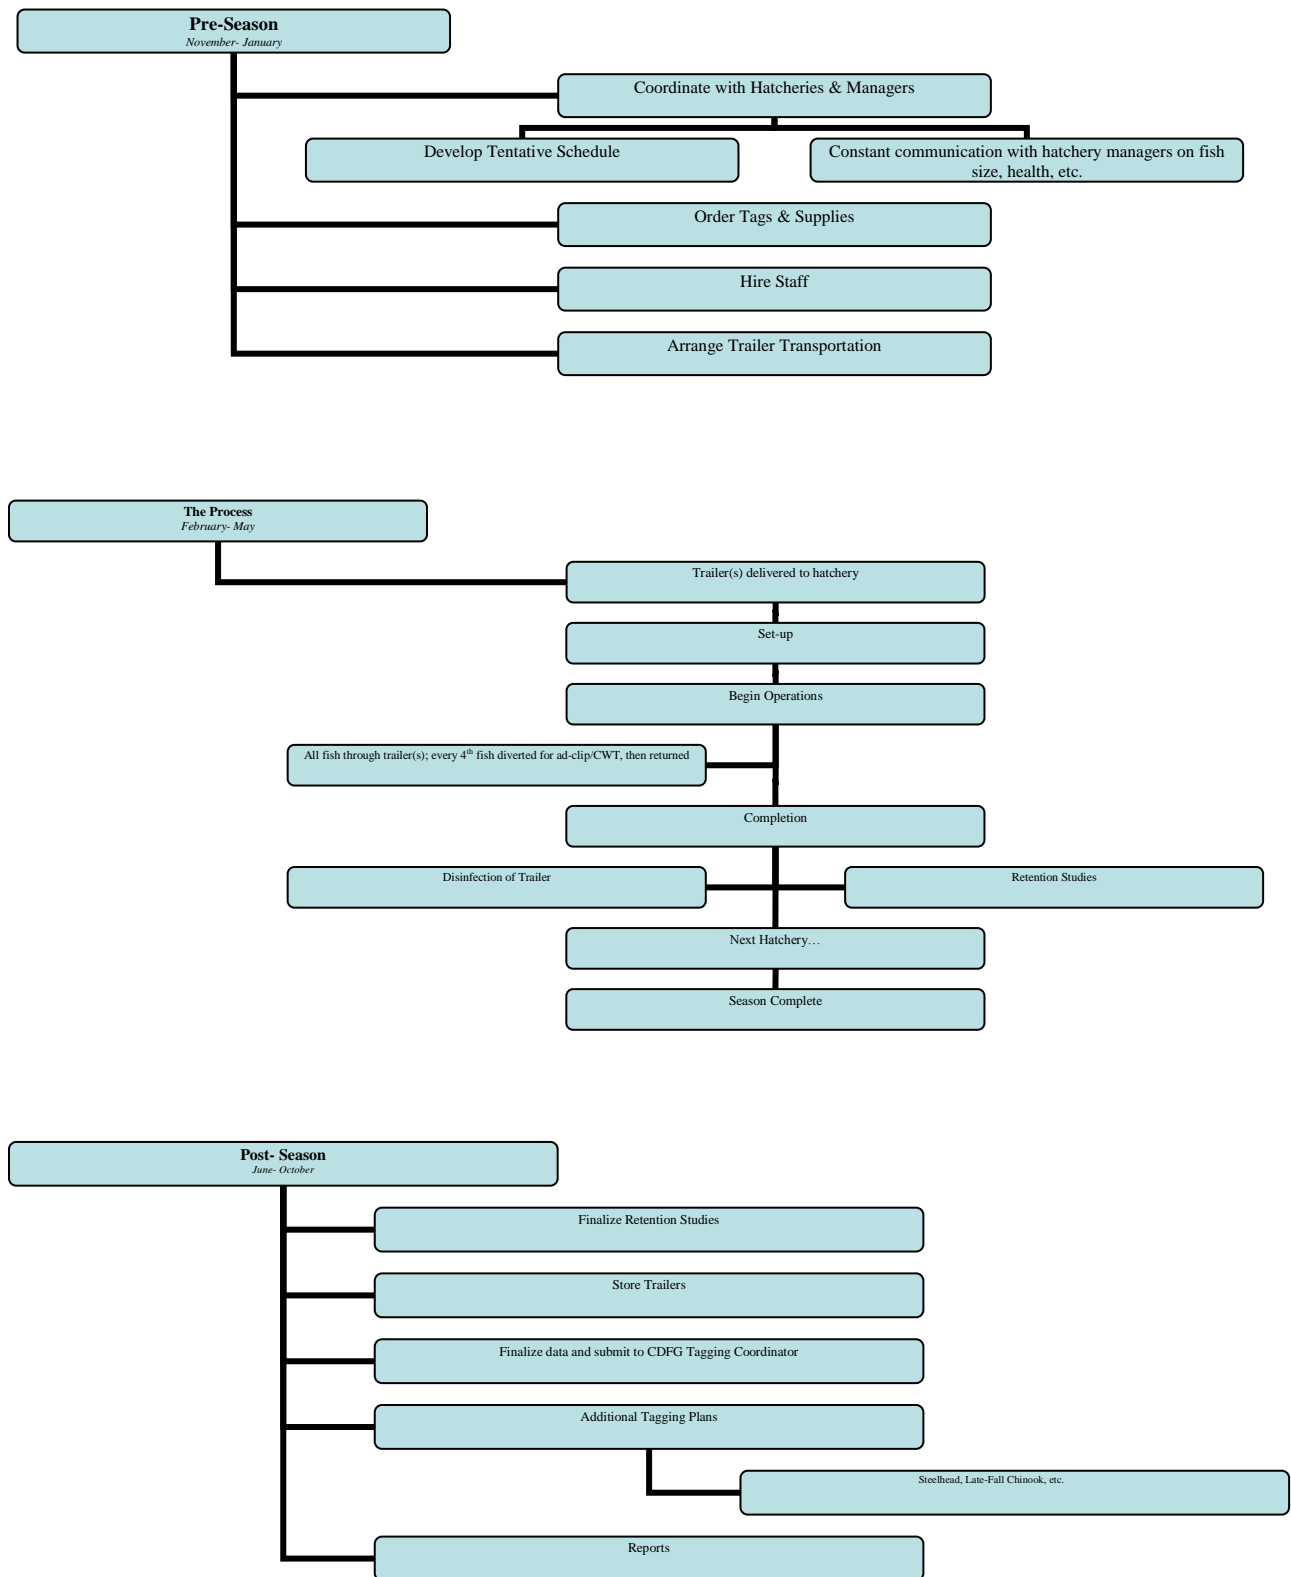 Pre-Season
November- January
Coordinate with Hatcheries & Managers
Develop Tentative Schedule
Constant communication with hatchery managers on fish
size, health, etc.
Order Tags & Supplies
Hire Staff
Arrange Trailer Transportation
The Process
February- May
Trailer(s) delivered to hatchery
Set-up
Begin Operations
All fish through trailer(s); every 4th fish diverted for ad-clip/CWT, then returned
Completion
Disinfection of Trailer
Retention Studies
Next Hatchery…
Season Complete
Post- Season
June- October
Finalize Retention Studies
Store Trailers
Finalize data and submit to CDFG Tagging Coordinator
Additional Tagging Plans
Steelhead, Late-Fall Chinook, etc.
Reports